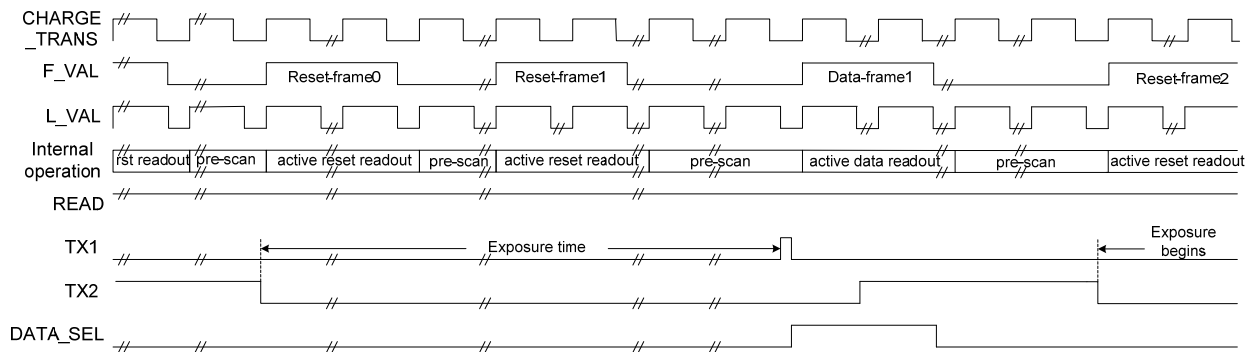 CHARGE
_TRANS
F_VAL
Reset-frame0
Reset-frame1
Data-frame1
Reset-frame2
L_VAL
Internal
operation
rst readout
pre-scan
active reset readout
pre-scan
active reset readout
pre-scan
active data readout
pre-scan
active reset readout
READ
TX1
Exposure time
Exposure
begins
TX2
DATA_SEL